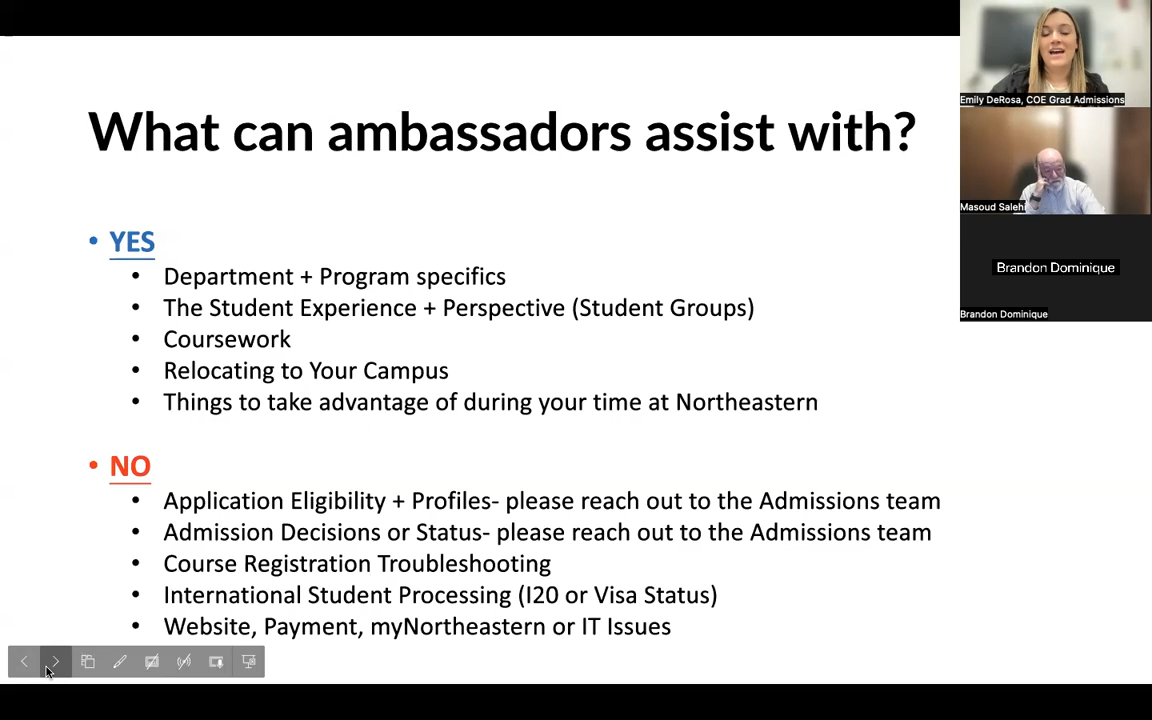 What can ambassadors assist with?
• YES
• Department + Program specifics
• The Student Experience + Perspective (Student Groups)
• Coursework
• Relocating to Your Campus
• Things to take advantage of during your time at Northeastern
• NO
• Application Eligibility + Profiles- please reach out to the Admissions team
• Admission Decisions or Status- please reach out to the Admissions team
• Course Registration Troubleshooting
• International Student Processing (I20 or Visa Status)
• Website, Payment, myNortheastern or IT Issues
Emily DeRosa, COE Grad Admissions
Masoud Salehi
Brandon Dominique
Brandon Dominique